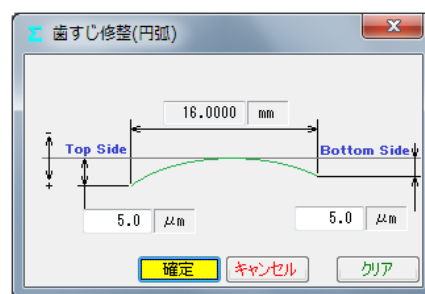 Σ 歯すじ修整(円弧)
x
16.0000 mm
-
Top Side
Bottom Side
+
5.0 μm
5.0 μm
確定 キャンセル クリア